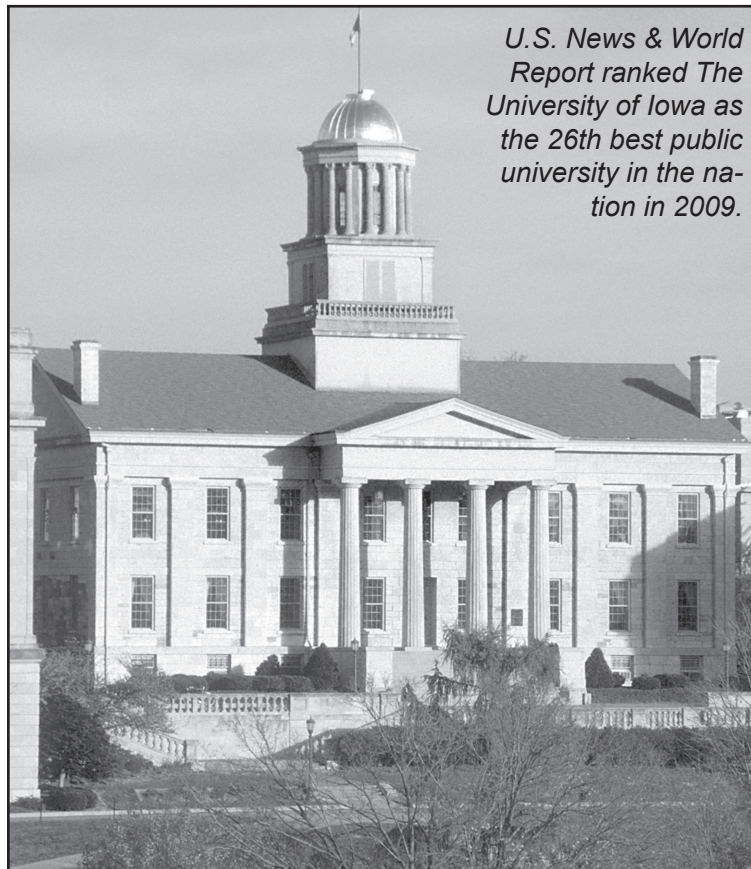 U.S. News & World
Report ranked The
University of Iowa as
the 26th best public
university in the na-
tion in 2009.